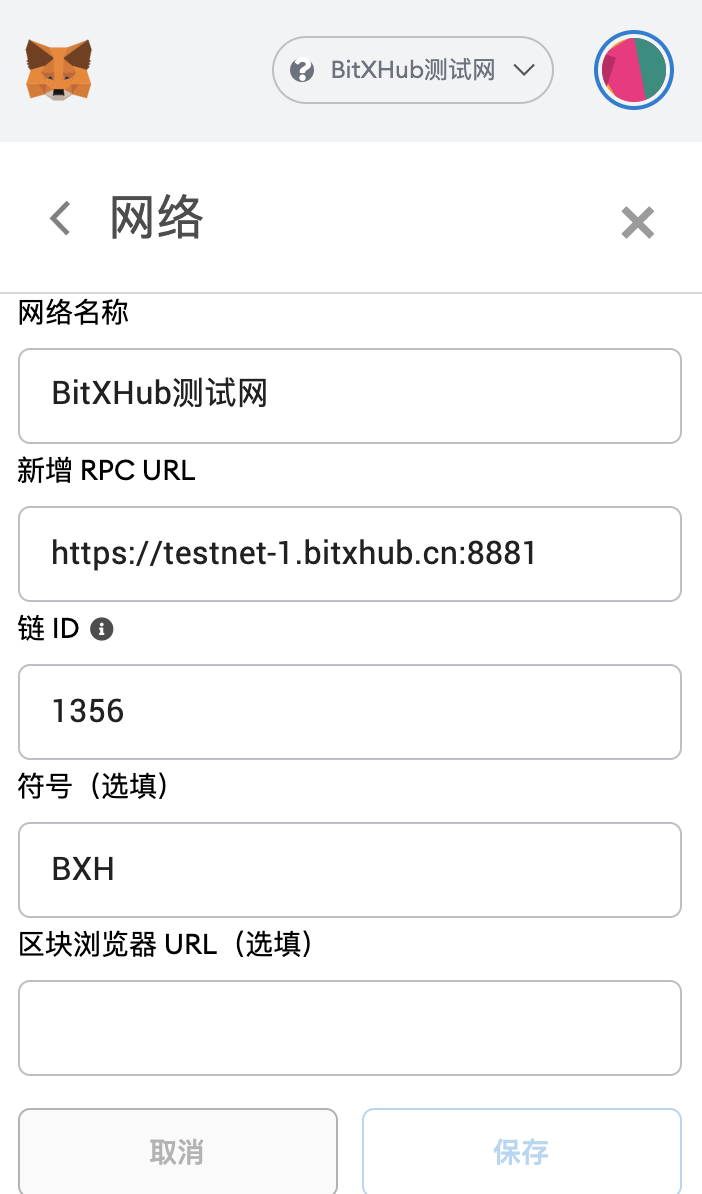 BitXHub测试网
网络
网络名称
BitXHub测试网
新增 RPC URL
https://testnet-1.bitxhub.cn:8881
链 ID
1356
符号（选填）
BXH
区块浏览器 URL（选填）
取消
保存